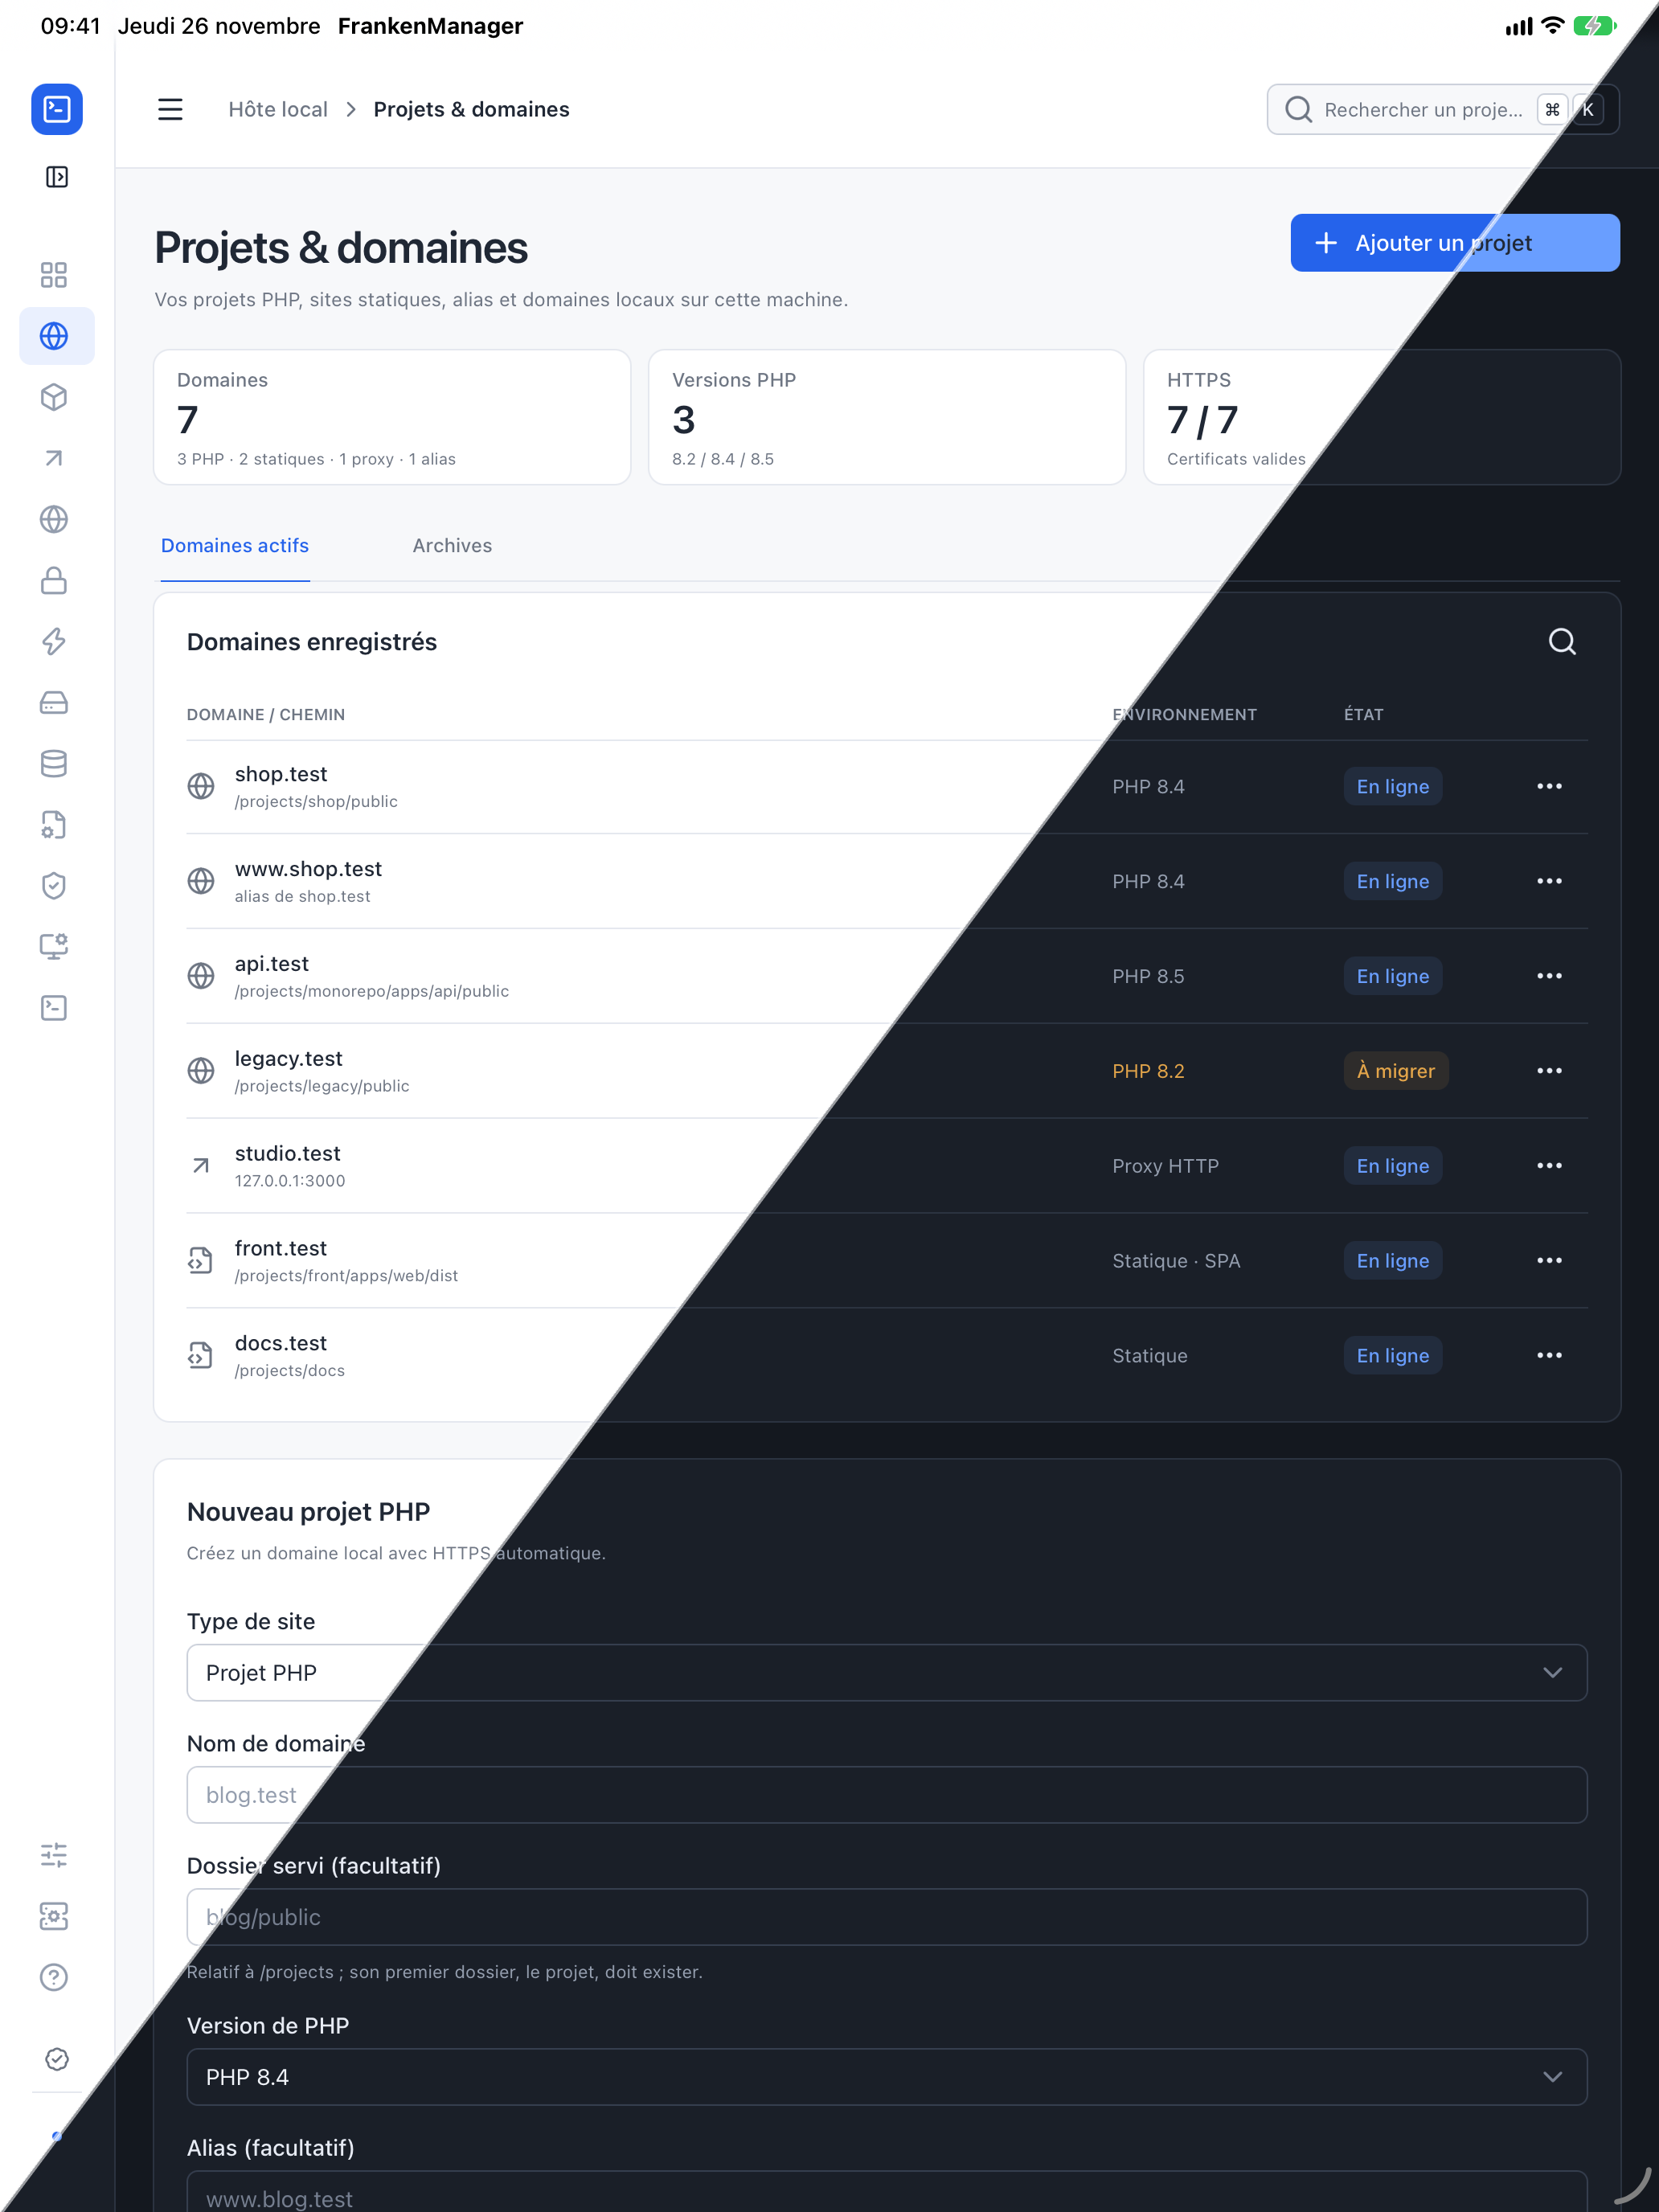 09:41 Jeudi 26 novembre FrankenManager
Hôte local > Projets & domaines
Rechercher un proje... ⌘ K
Projets & domaines
Ajouter un projet
Vos projets PHP, sites statiques, alias et domaines locaux sur cette machine.
Domaines
7
3 PHP · 2 statiques · 1 proxy · 1 alias
Versions PHP
3
8.2 / 8.4 / 8.5
HTTPS
7 / 7
Certificats valides
Domaines actifs
Archives
Domaines enregistrés
DOMAINE / CHEMIN ENVIRONNEMENT ÉTAT
shop.test
/projects/shop/public
PHP 8.4
En ligne
www.shop.test
alias de shop.test
PHP 8.4
En ligne
api.test
/projects/monorepo/apps/api/public
PHP 8.5
En ligne
legacy.test
/projects/legacy/public
PHP 8.2
À migrer
studio.test
127.0.0.1:3000
Proxy HTTP
En ligne
front.test
/projects/front/apps/web/dist
Statique · SPA
En ligne
docs.test
/projects/docs
Statique
En ligne
Nouveau projet PHP
Créez un domaine local avec HTTPS automatique.
Type de site
Projet PHP
Nom de domaine
blog.test
Dossier servi (facultatif)
blog/public
Relatif à /projects ; son premier dossier, le projet, doit exister.
Version de PHP
PHP 8.4
Alias (facultatif)
www.blog.test